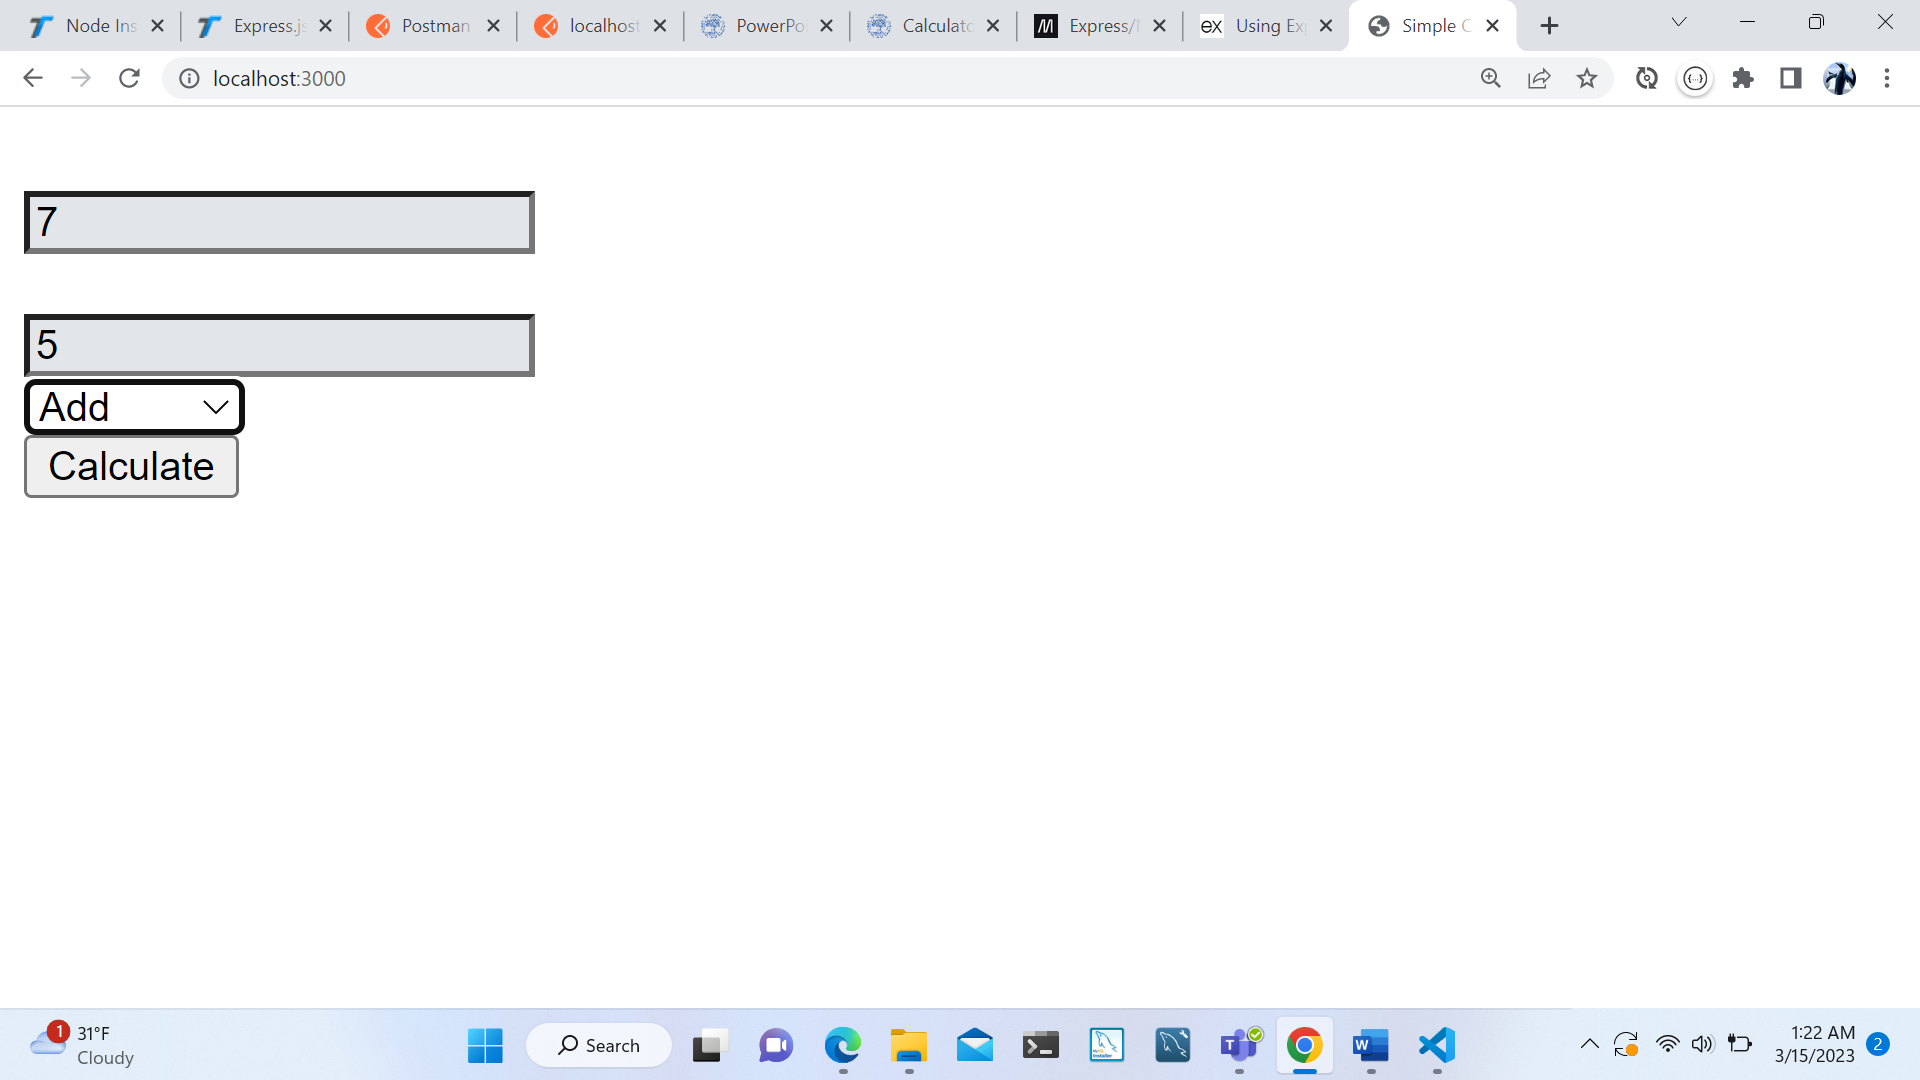 Node Ins
Express.js
Postman
localhost
PowerPo
Calculato
Express/
ex
Using Ex
Simple C
localhost:3000
7
5
Add
Calculate
1
31°F
Cloudy
Search
1:22 AM
3/15/2023
2